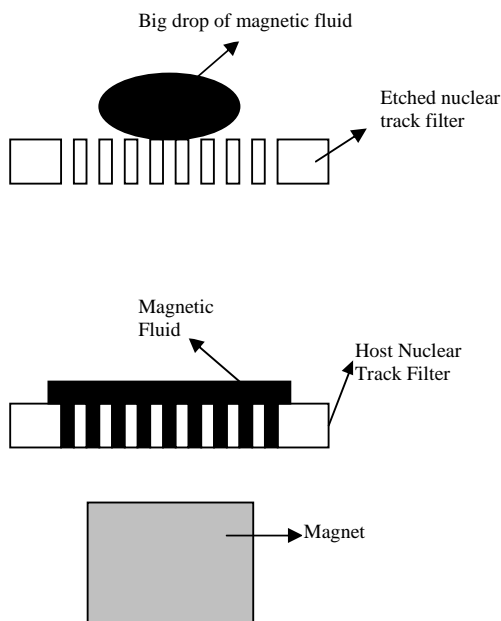 Big drop of magnetic fluid
Etched nuclear
track filter
Magnetic
Fluid
Host Nuclear
Track Filter
Magnet